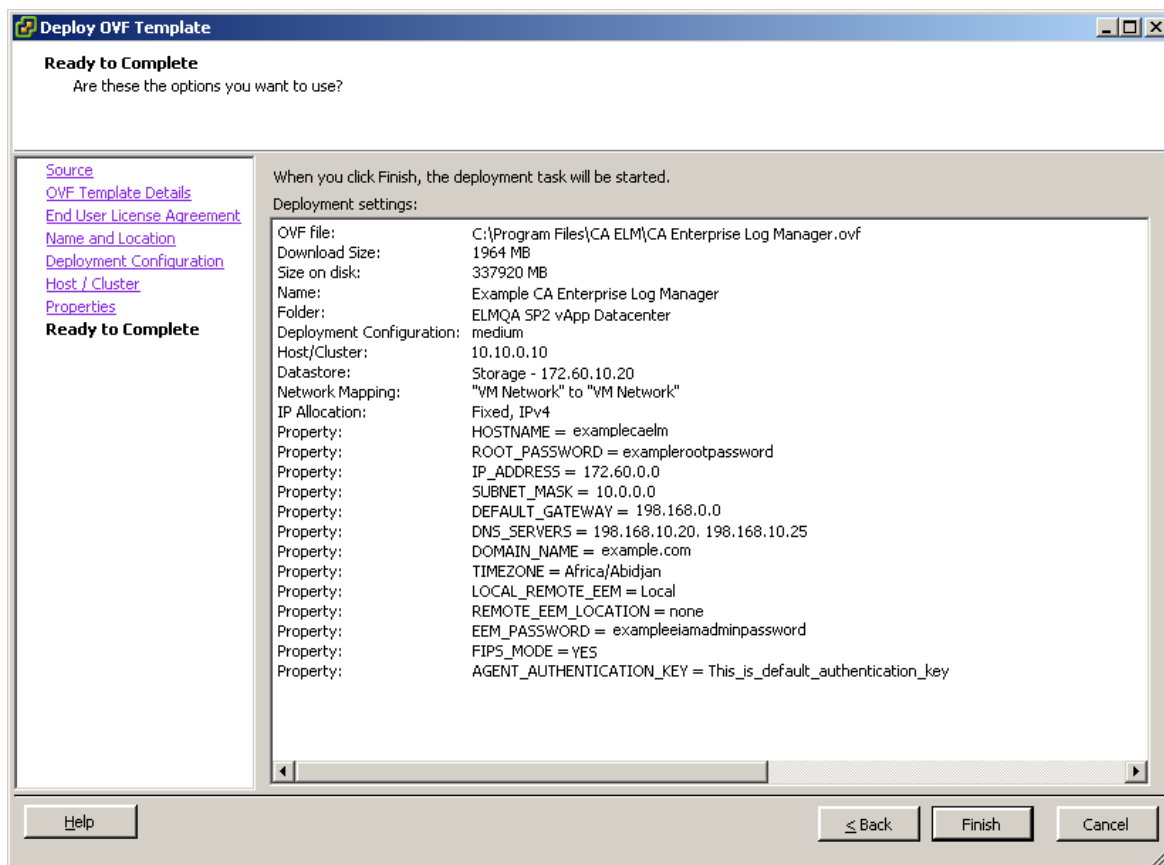 Deploy OVF Template
Ready to Complete
Are these the options you want to use?
Source
OVF Template Details
End User License Agreement
Name and Location
Deployment Configuration
Host / Cluster
Properties
Ready to Complete
When you click Finish, the deployment task will be started.
Deployment settings:
OVF file: C:\Program Files\CA ELM\CA Enterprise Log Manager.ovf
Download Size: 1964 MB
Size on disk: 337920 MB
Name: Example CA Enterprise Log Manager
Folder: ELMQA SP2 vApp Datacenter
Deployment Configuration: medium
Host/Cluster: 10.10.0.10
Datastore: Storage - 172.60.10.20
Network Mapping: "VM Network" to "VM Network"
IP Allocation: Fixed, IPv4
Property: HOSTNAME = examplecaelm
Property: ROOT_PASSWORD = examplerootpassword
Property: IP_ADDRESS = 172.60.0.0
Property: SUBNET_MASK = 10.0.0.0
Property: DEFAULT_GATEWAY = 198.168.0.0
Property: DNS_SERVERS = 198.168.10.20, 198.168.10.25
Property: DOMAIN_NAME = example.com
Property: TIMEZONE = Africa/Abidjan
Property: LOCAL_REMOTE_EEM = Local
Property: REMOTE_EEM_LOCATION = none
Property: EEM_PASSWORD = exampleeiamadminpassword
Property: FIPS_MODE = YES
Property: AGENT_AUTHENTICATION_KEY = This_is_default_authentication_key
Help
< Back
Finish
Cancel